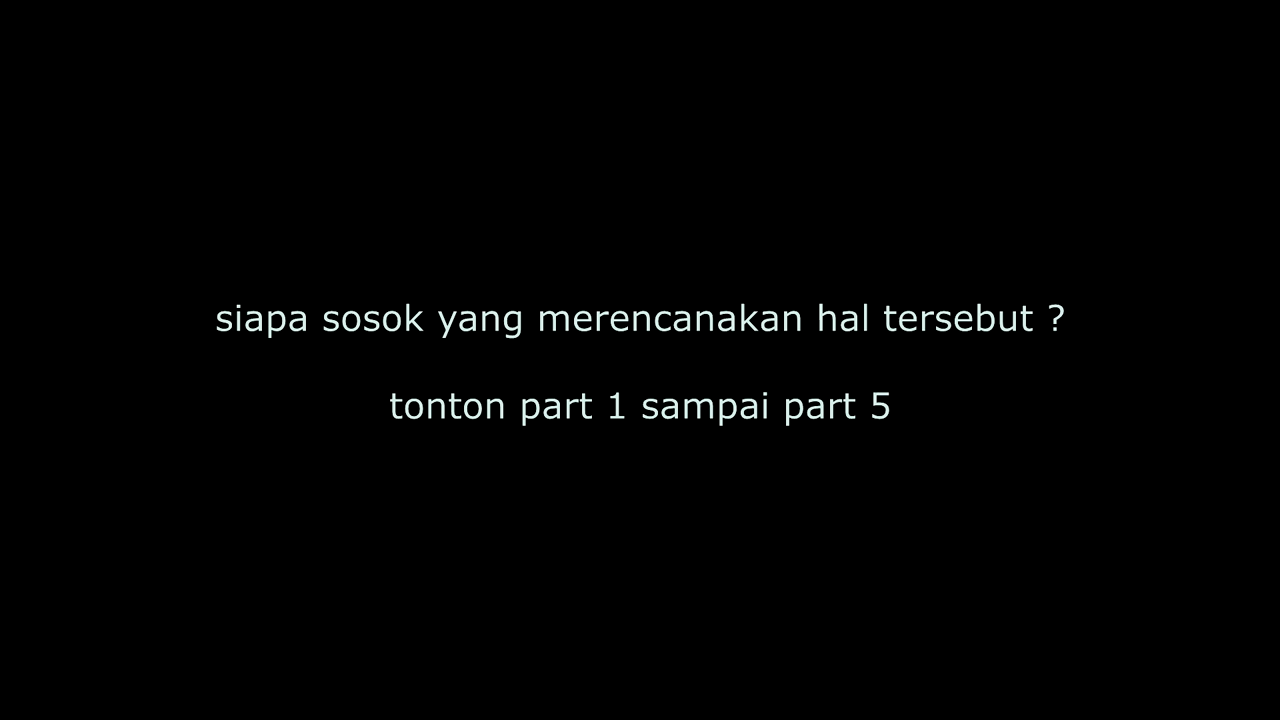 siapa sosok yang merencanakan hal tersebut ?
tonton part 1 sampai part 5